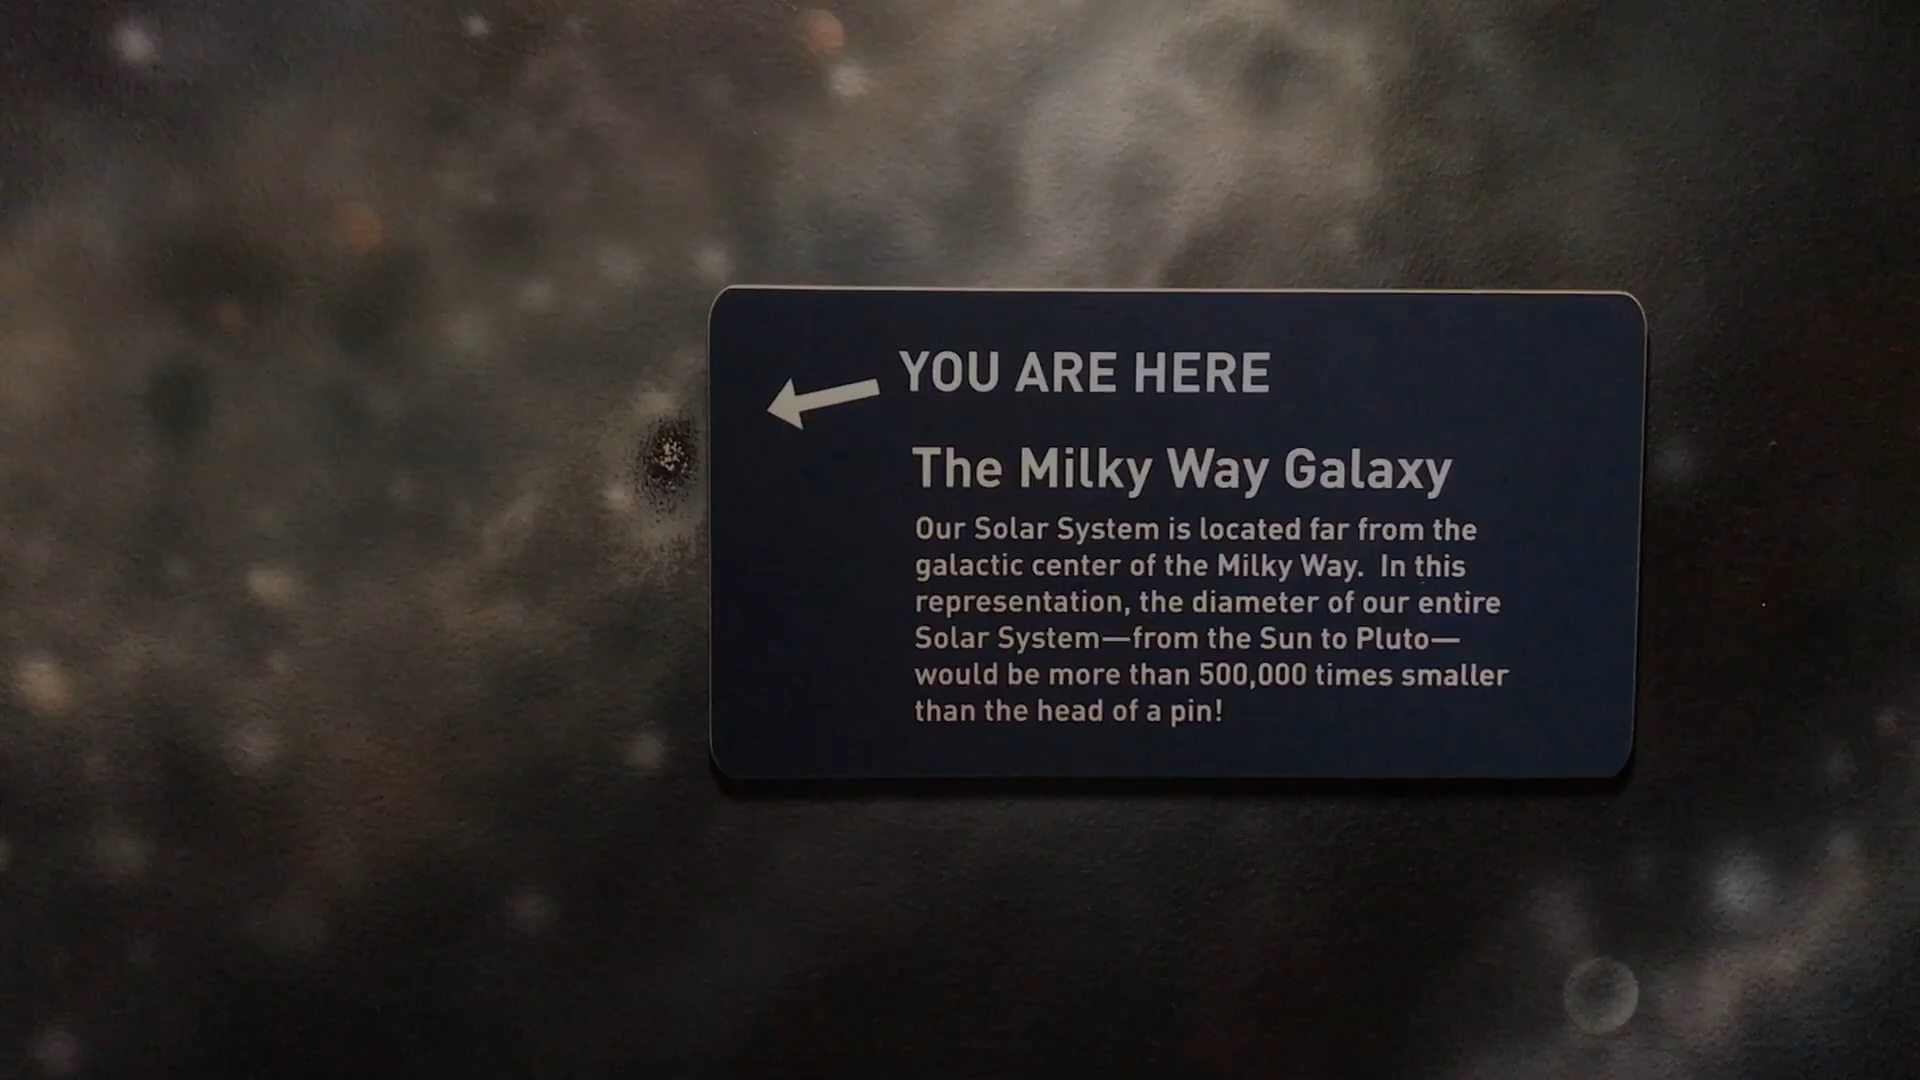 YOU ARE HERE
The Milky Way Galaxy
Our Solar System is located far from the
galactic center of the Milky Way.  In this
representation, the diameter of our entire
Solar System—from the Sun to Pluto—
would be more than 500,000 times smaller
than the head of a pin!